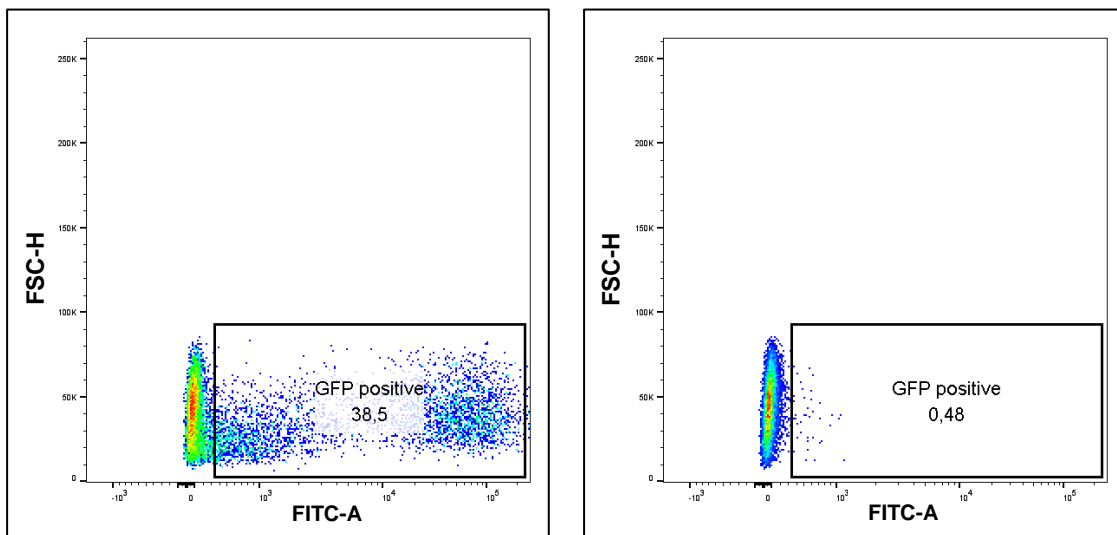 250K
200K
150K
100K
50K
0
FSC-H
GFP positive
38,5
-10³ 0 10³ 10⁴ 10⁵
FITC-A
250K
200K
150K
100K
50K
0
FSC-H
GFP positive
0,48
-10³ 0 10³ 10⁴ 10⁵
FITC-A